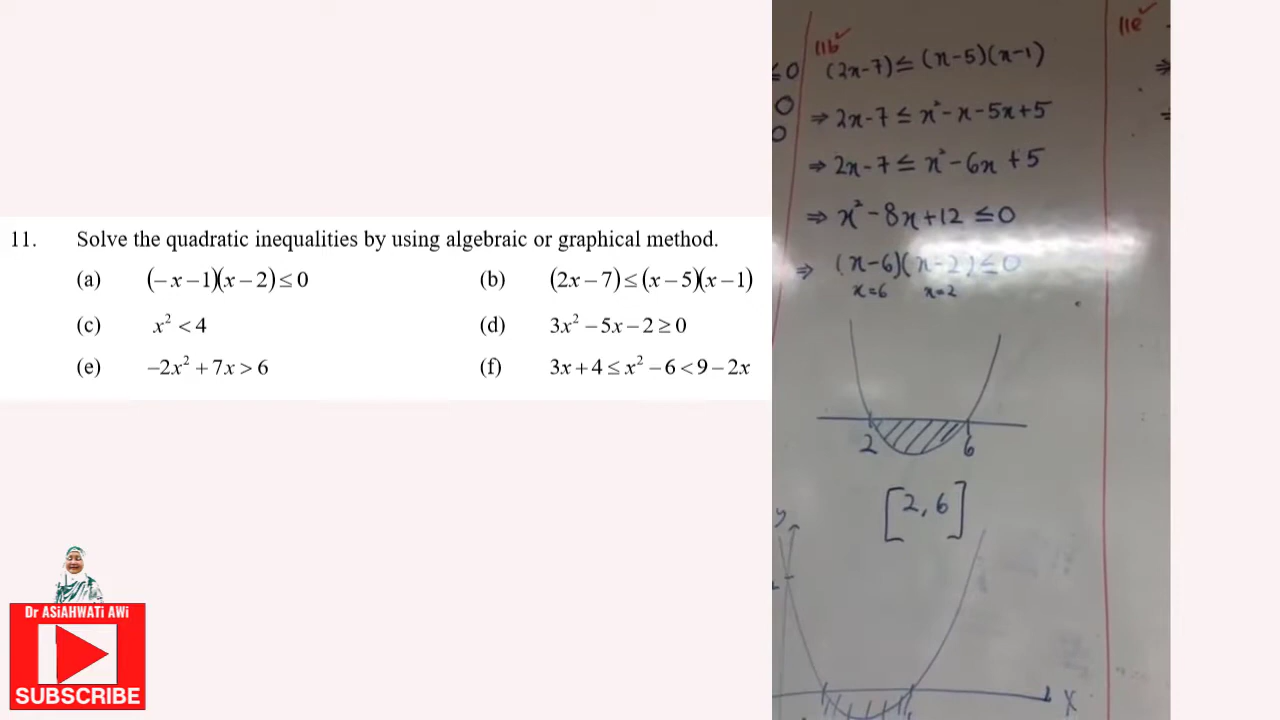 11. Solve the quadratic inequalities by using algebraic or graphical method.
(a) (−x−1)(x−2)≤0 (b) (2x−7)≤(x−5)(x−1)
(c) x² < 4 (d) 3x² −5x−2≥0
(e) −2x² +7x > 6 (f) 3x+4≤x² −6<9−2x
Dr ASiAHWATi AWi
SUBSCRIBE
≤0
0
0
11b✓
(2x-7) ≤ (x-5)(x-1)
⇒ 2x-7 ≤ x²-x-5x+5
⇒ 2x-7 ≤ x²-6x+5
⇒ x²-8x+12 ≤0
⇒ (x-6)(x-2) ≤0
x=6 x=2
2 6
[2,6]
y
x
11e✓
⇒